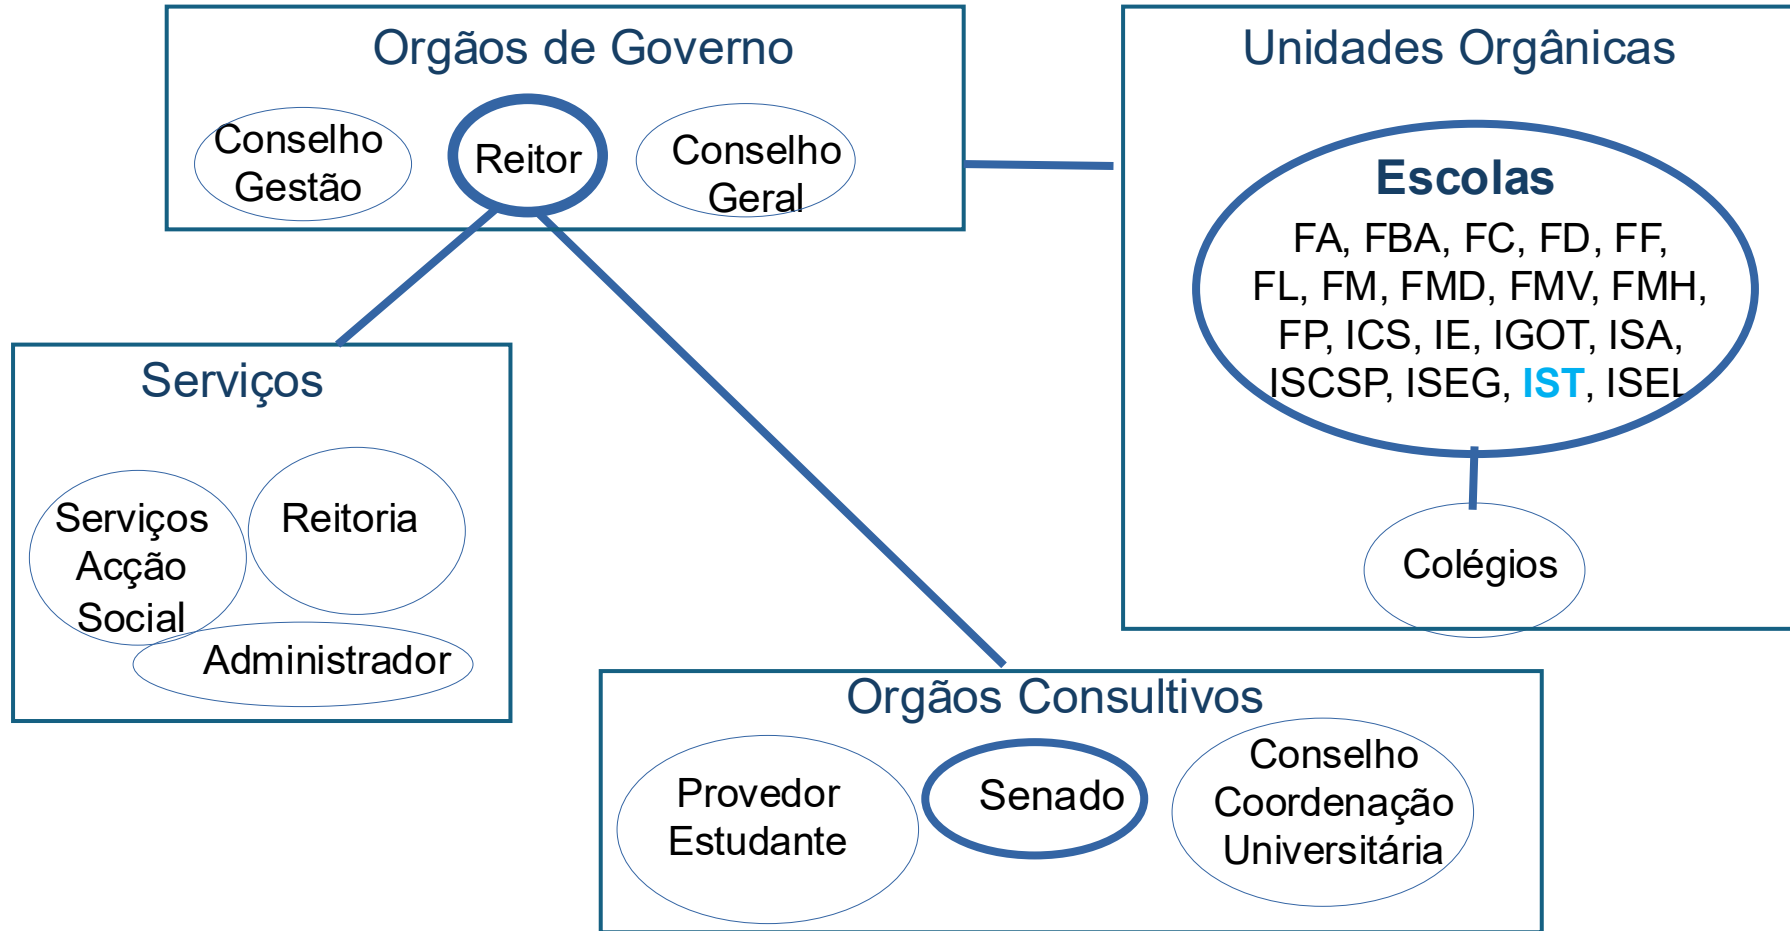 Orgãos de Governo
Conselho
Gestão
Reitor
Conselho
Geral
Unidades Orgânicas
Escolas
FA, FBA, FC, FD, FF,
FL, FM, FMD, FMV, FMH,
FP, ICS, IE, IGOT, ISA,
ISCSP, ISEG, IST, ISEL
Colégios
Serviços
Serviços
Acção
Social
Reitoria
Administrador
Orgãos Consultivos
Provedor
Estudante
Senado
Conselho
Coordenação
Universitária